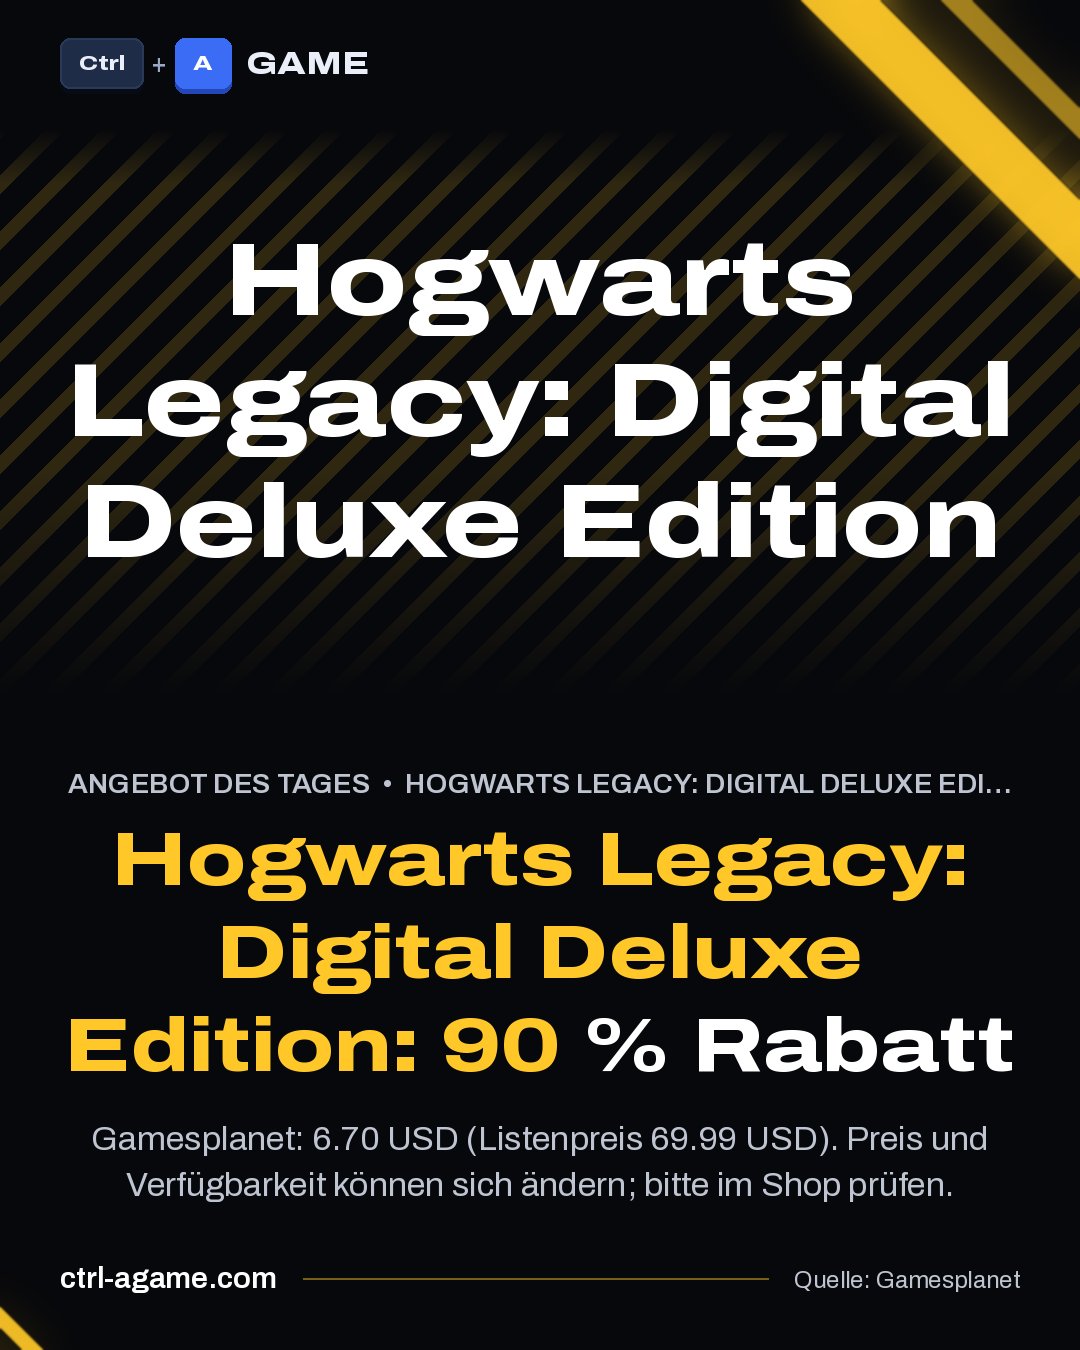 Ctrl + A GAME
Hogwarts
Legacy: Digital
Deluxe Edition
ANGEBOT DES TAGES • HOGWARTS LEGACY: DIGITAL DELUXE EDI...
Hogwarts Legacy:
Digital Deluxe
Edition: 90 % Rabatt
Gamesplanet: 6.70 USD (Listenpreis 69.99 USD). Preis und
Verfügbarkeit können sich ändern; bitte im Shop prüfen.
ctrl-agame.com
Quelle: Gamesplanet